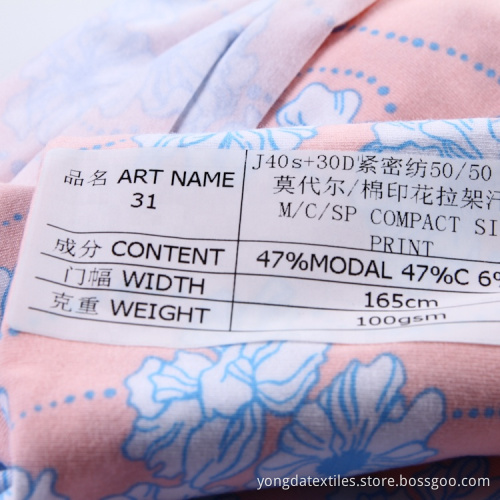 品名 ART NAME
31
J40s+30D紧密纺50/50
莫代尔/棉印花拉架汗
M/C/SP COMPACT SI
PRINT
成分 CONTENT
47%MODAL 47%C 6%
门幅 WIDTH
165cm
克重 WEIGHT
100gsm
yongdatextiles.store.bossgoo.com